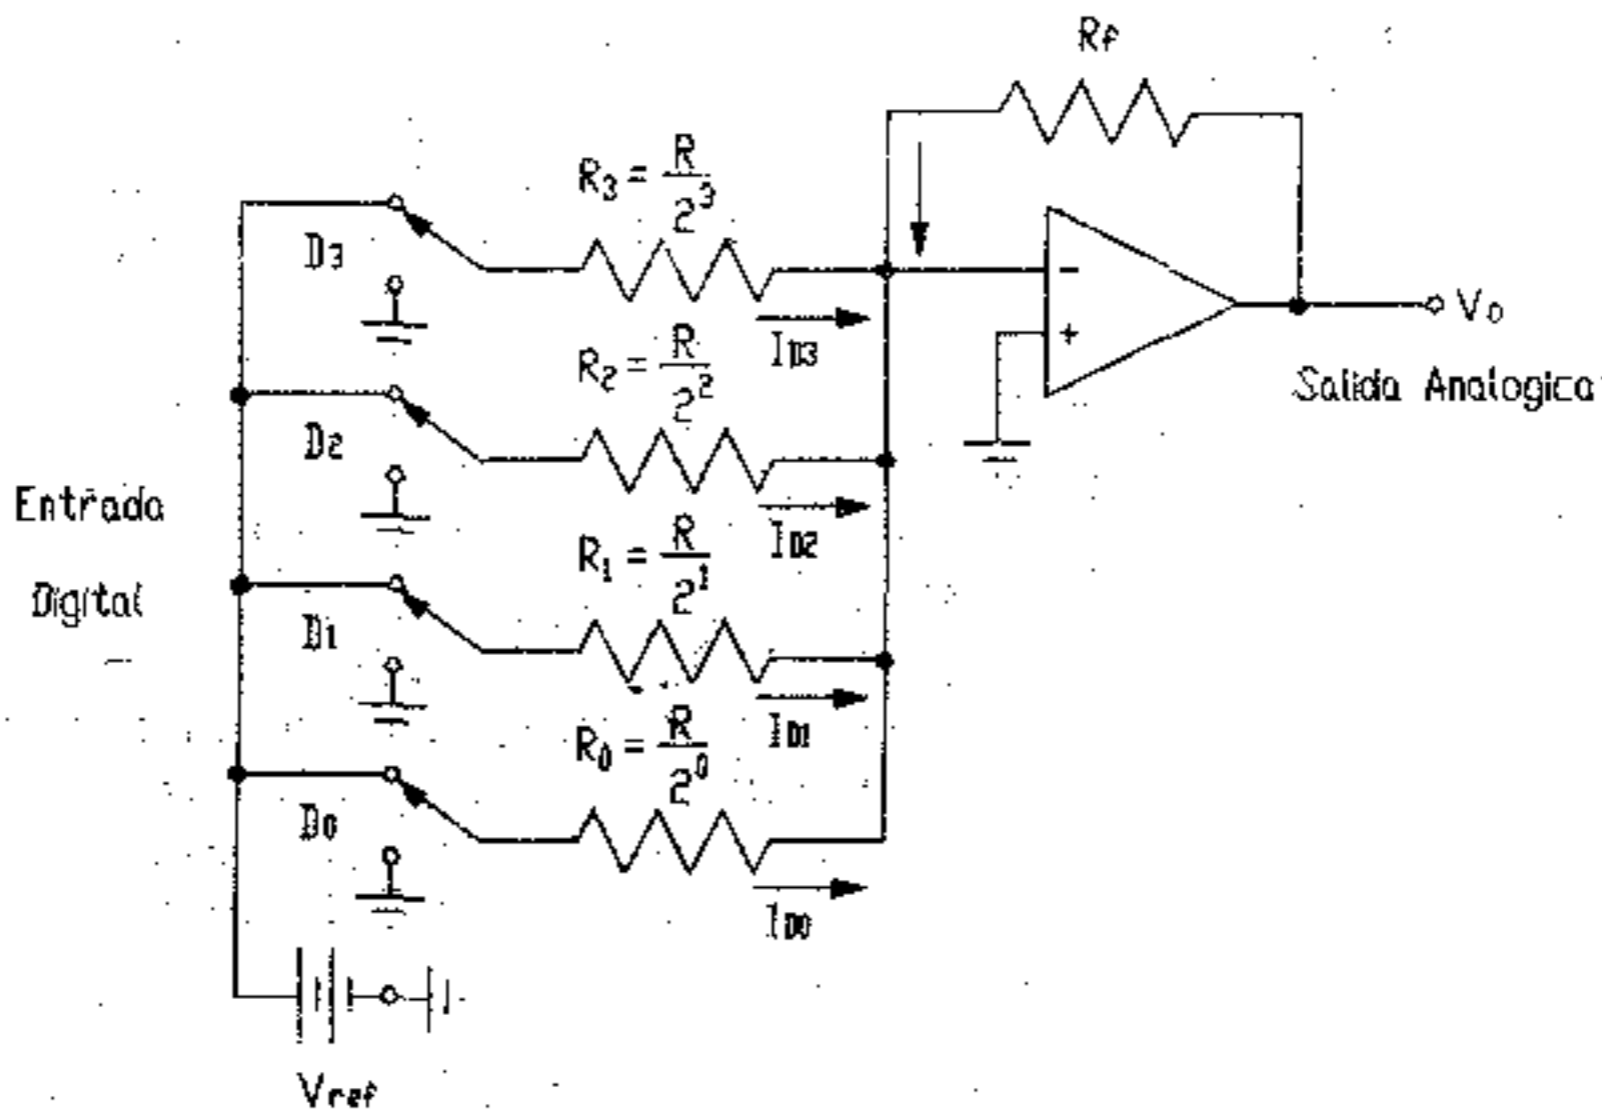 Rf
R3 = R/2^3
D3
ID3
Vo
R2 = R/2^2
Salida Analogica
D2
ID2
Entrada
Digital
R1 = R/2^1
D1
ID1
R0 = R/2^0
D0
ID0
Vref
-
+